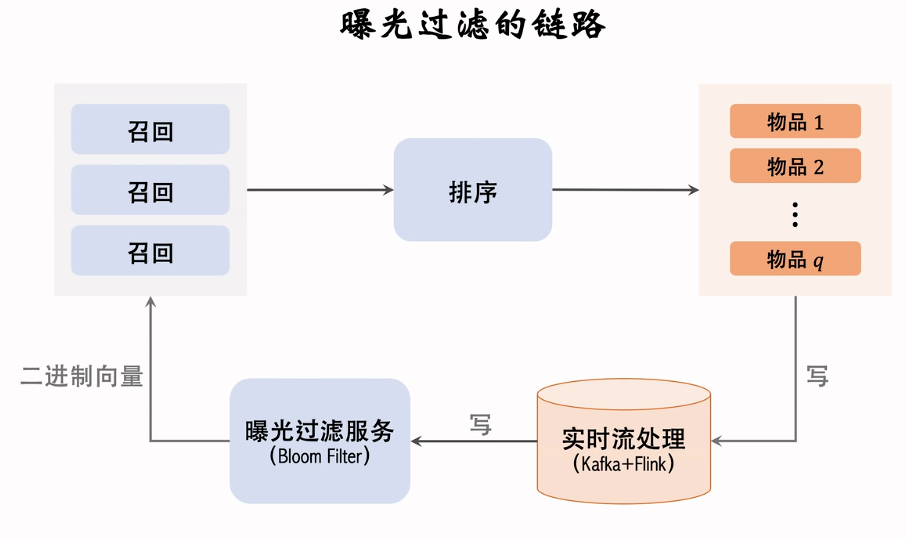 曝光过滤的链路
召回
召回
召回
排序
物品 1
物品 2
⋮
物品 q
二进制向量
曝光过滤服务
(Bloom Filter)
写
实时流处理
(Kafka+Flink)
写